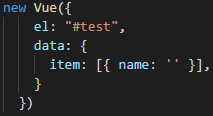 new Vue({
  el: "#test",
  data: {
    item: [{ name: '' }],
  }
})